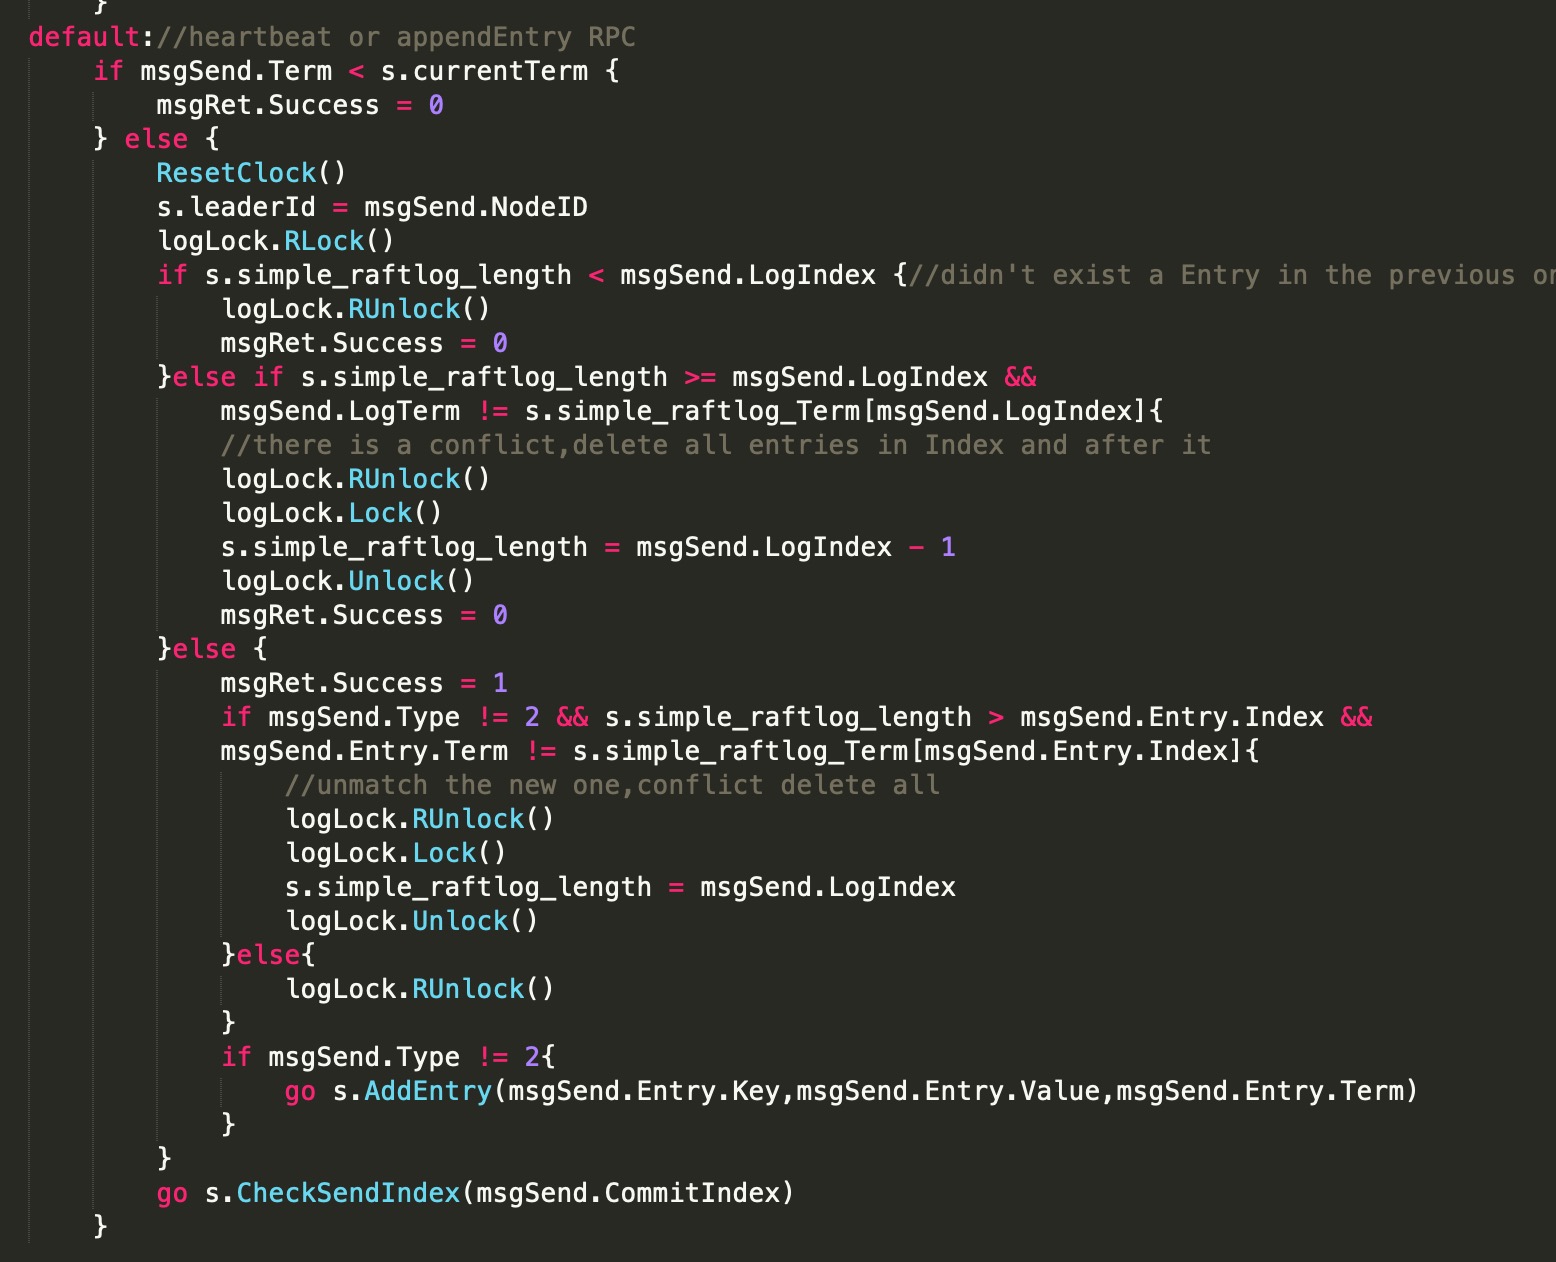 }
default://heartbeat or appendEntry RPC
if msgSend.Term < s.currentTerm {
msgRet.Success = 0
} else {
ResetClock()
s.leaderId = msgSend.NodeID
logLock.RLock()
if s.simple_raftlog_length < msgSend.LogIndex {//didn't exist a Entry in the previous
logLock.RUnlock()
msgRet.Success = 0
}else if s.simple_raftlog_length >= msgSend.LogIndex &&
msgSend.LogTerm != s.simple_raftlog_Term[msgSend.LogIndex]{
//there is a conflict,delete all entries in Index and after it
logLock.RUnlock()
logLock.Lock()
s.simple_raftlog_length = msgSend.LogIndex - 1
logLock.Unlock()
msgRet.Success = 0
}else {
msgRet.Success = 1
if msgSend.Type != 2 && s.simple_raftlog_length > msgSend.Entry.Index &&
msgSend.Entry.Term != s.simple_raftlog_Term[msgSend.Entry.Index]{
//unmatch the new one,conflict delete all
logLock.RUnlock()
logLock.Lock()
s.simple_raftlog_length = msgSend.LogIndex
logLock.Unlock()
}else{
logLock.RUnlock()
}
if msgSend.Type != 2{
go s.AddEntry(msgSend.Entry.Key,msgSend.Entry.Value,msgSend.Entry.Term)
}
}
go s.CheckSendIndex(msgSend.CommitIndex)
}